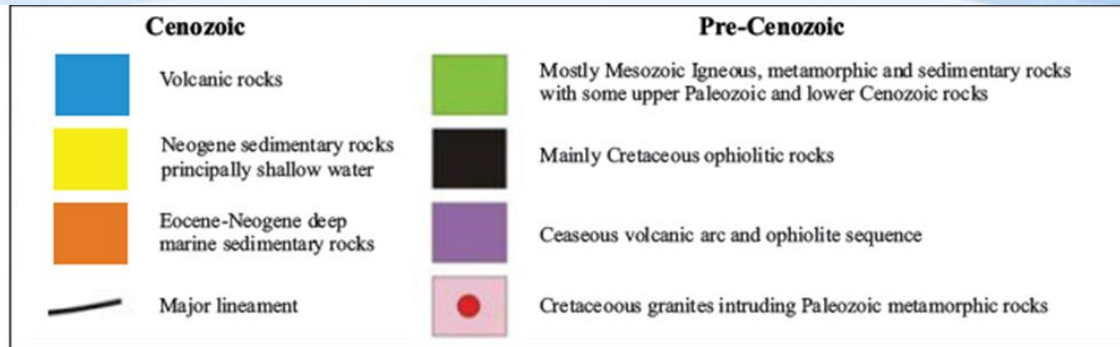 Cenozoic
Volcanic rocks
Neogene sedimentary rocks
principally shallow water
Eocene-Neogene deep
marine sedimentary rocks
Major lineament
Pre-Cenozoic
Mostly Mesozoic Igneous, metamorphic and sedimentary rocks
with some upper Paleozoic and lower Cenozoic rocks
Mainly Cretaceous ophiolitic rocks
Ceaseous volcanic arc and ophiolite sequence
Cretaceoous granites intruding Paleozoic metamorphic rocks